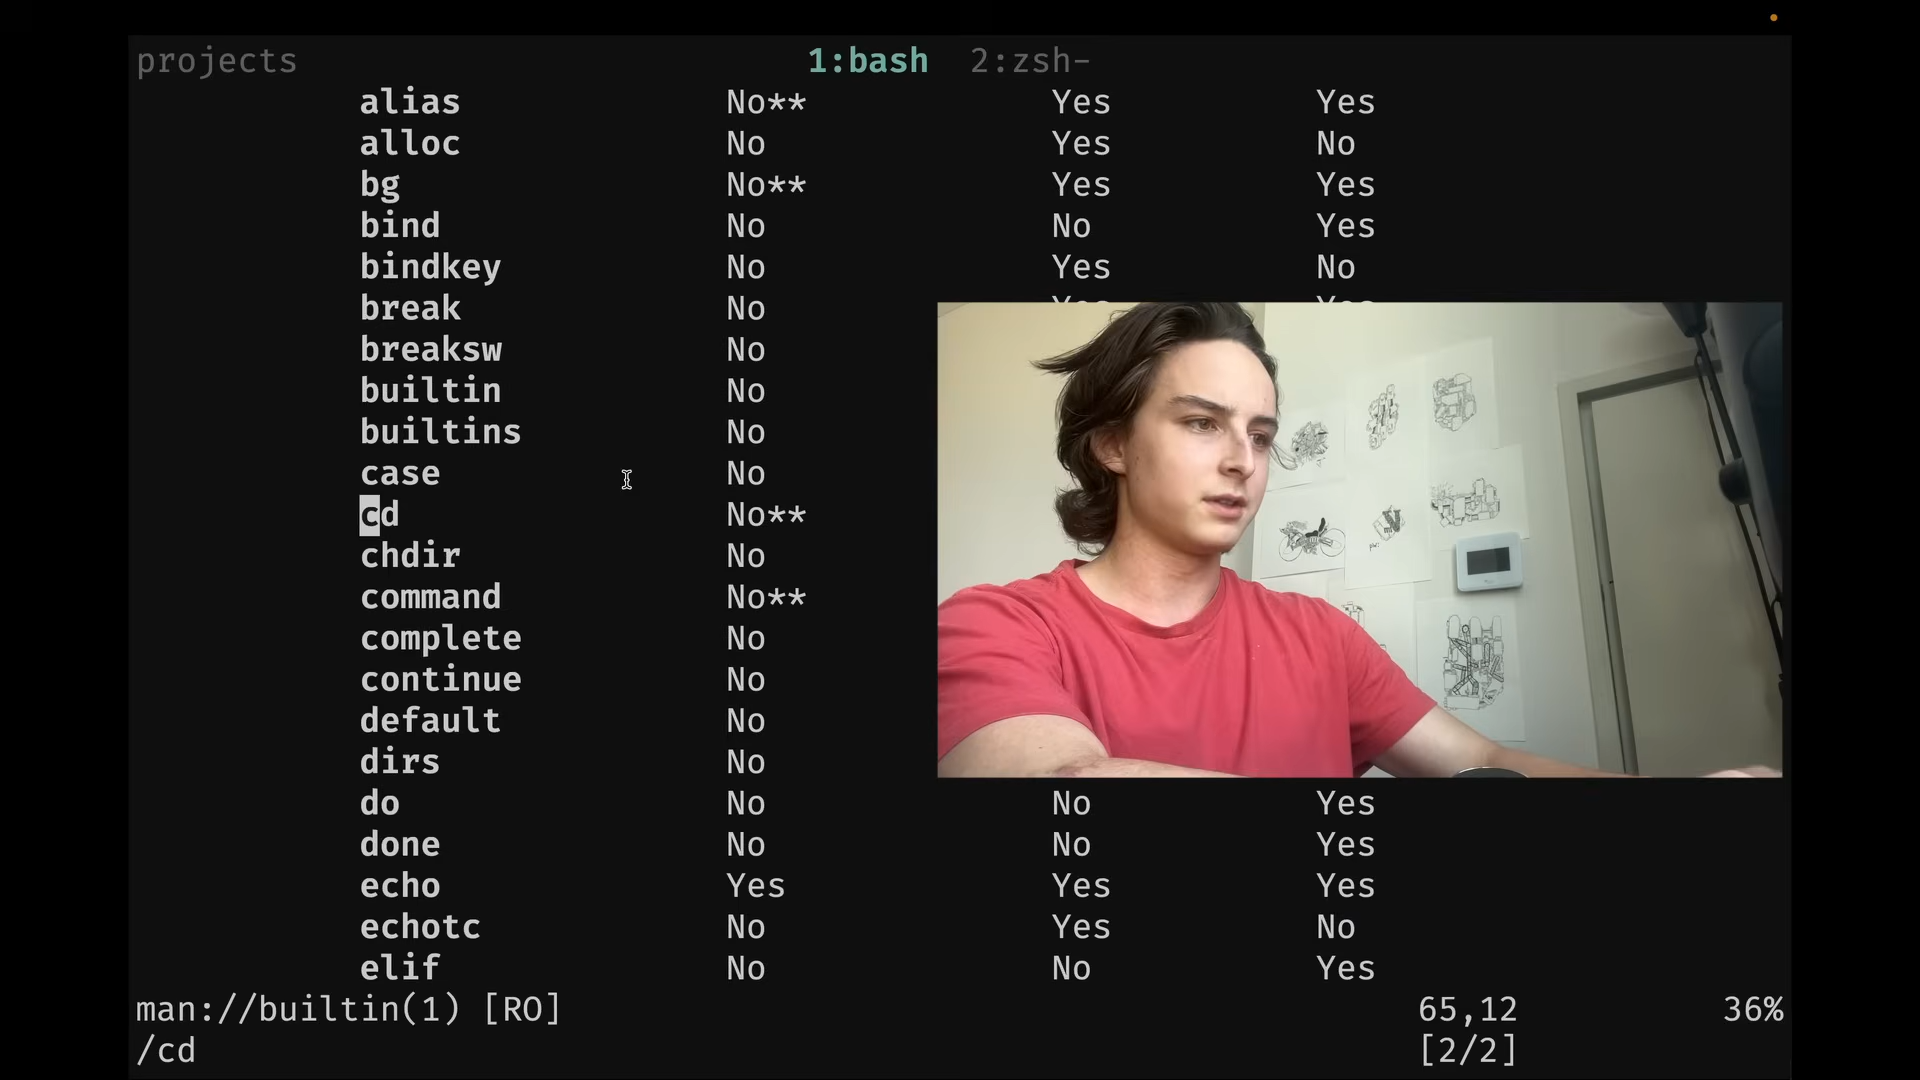 projects 1:bash 2:zsh-
alias No** Yes Yes
alloc No Yes No
bg No** Yes Yes
bind No No Yes
bindkey No Yes No
break No Yes Yes
breaksw No
builtin No
builtins No
case No
cd No**
chdir No
command No**
complete No
continue No
default No
dirs No
do No No Yes
done No No Yes
echo Yes Yes Yes
echotc No Yes No
elif No No Yes
man://builtin(1) [RO] 65,12 36%
/cd [2/2]